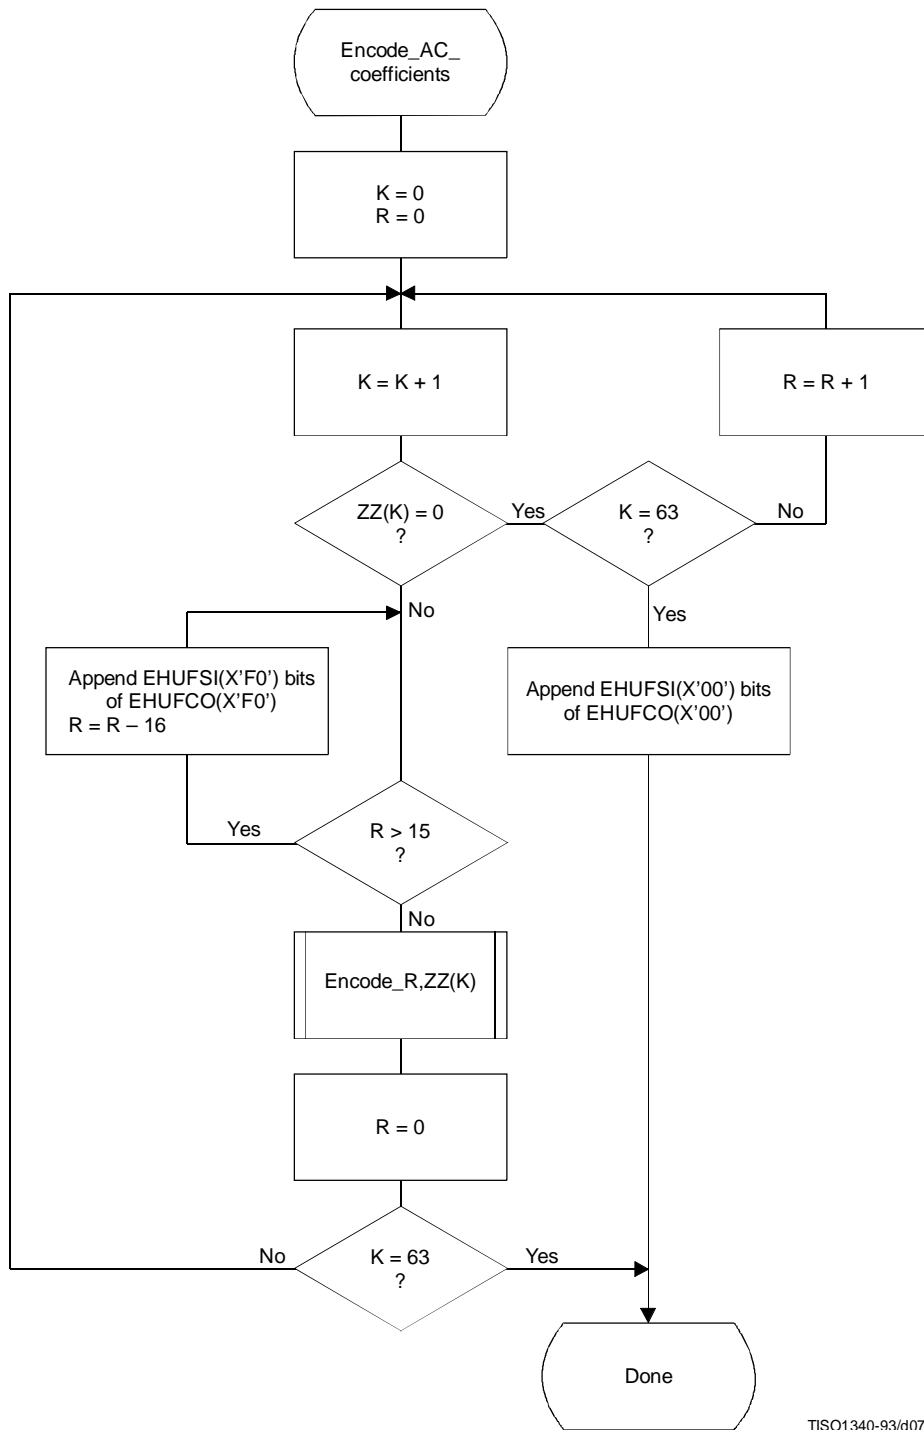 Encode_AC_
coefficients
K = 0
R = 0
K = K + 1
R = R + 1
ZZ(K) = 0
?
Yes
K = 63
?
No
No
Yes
Append EHUFSI(X'F0') bits
of EHUFCO(X'F0')
R = R – 16
Append EHUFSI(X'00') bits
of EHUFCO(X'00')
Yes
R > 15
?
No
Encode_R,ZZ(K)
R = 0
No
K = 63
?
Yes
Done
TISO1340-93/d07